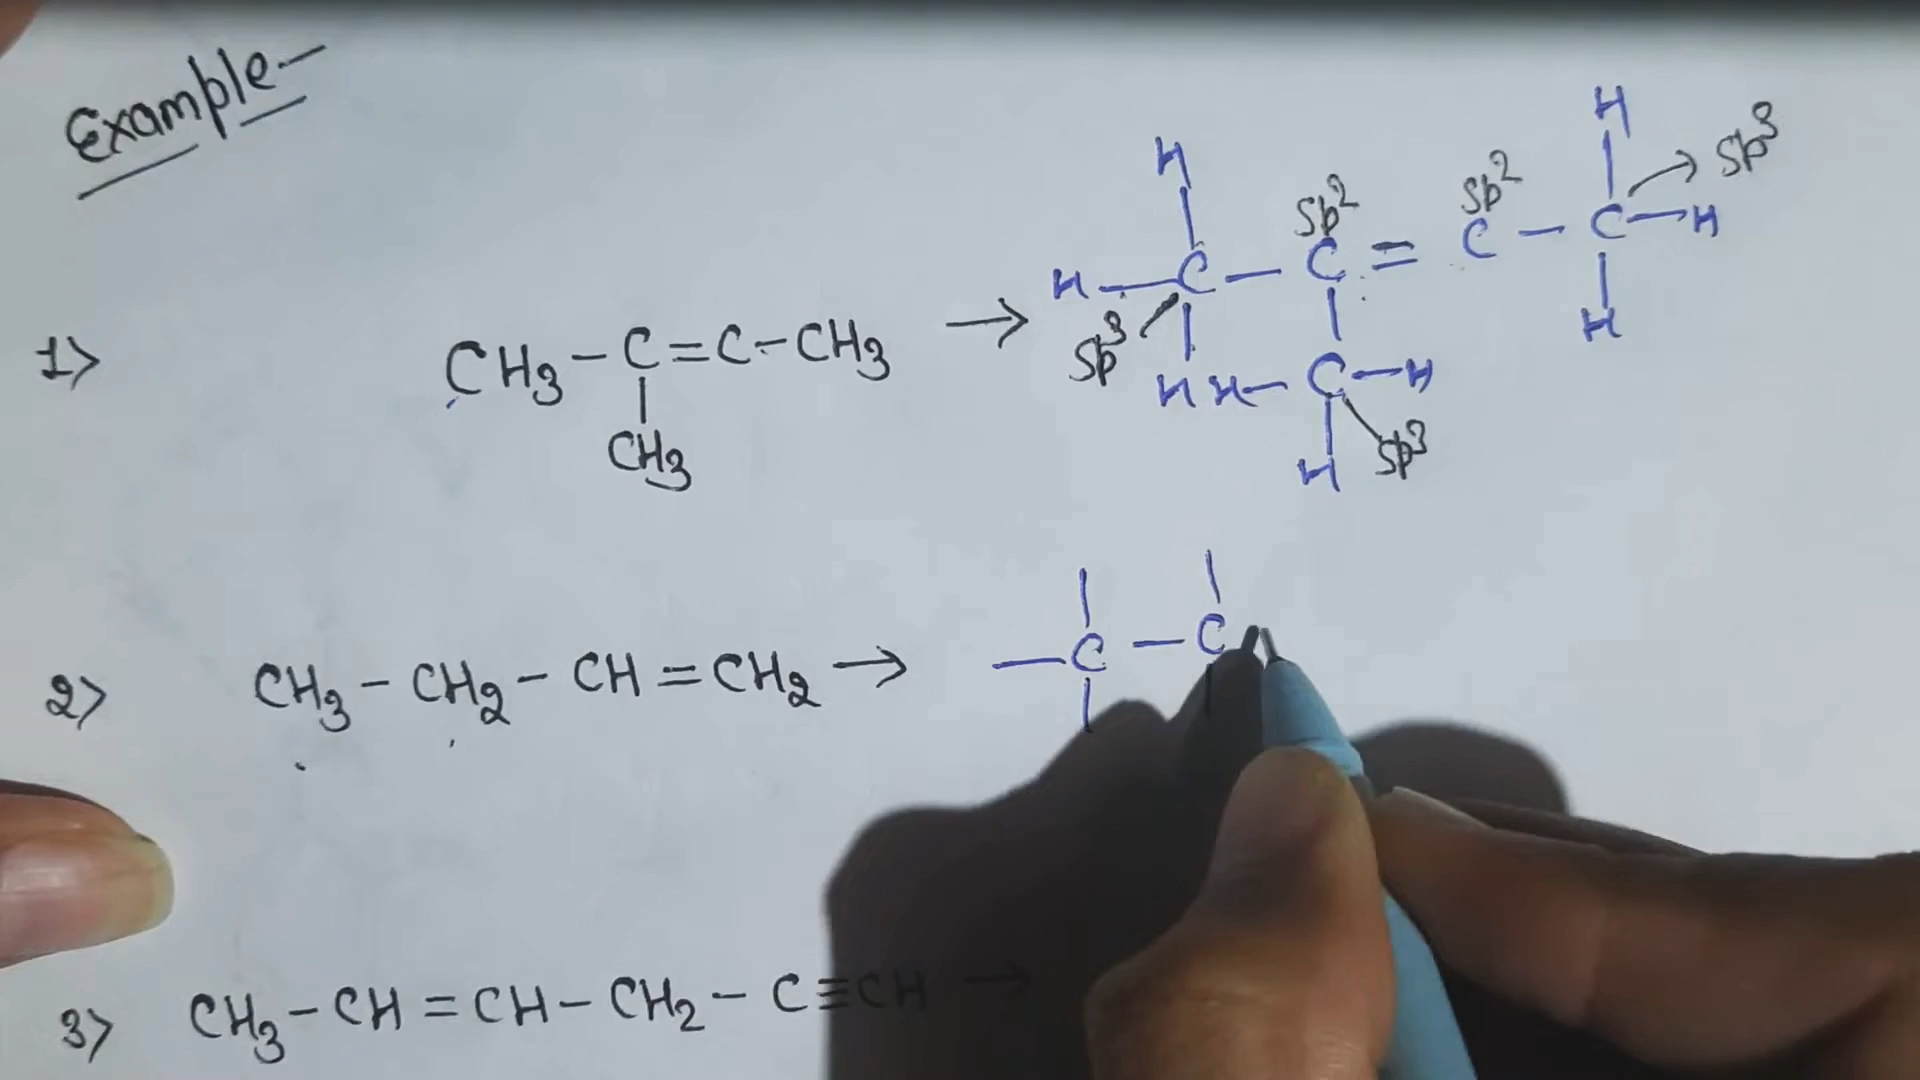 Example-
1) CH3 - C = C - CH3 →
CH3
H H
H - C - C = C - C - H
Sp3 Sp2 Sp2 Sp3
H H - C - H H
H Sp3
2) CH3 - CH2 - CH = CH2 → - C - C
3) CH3 - CH = CH - CH2 - C ≡ CH →